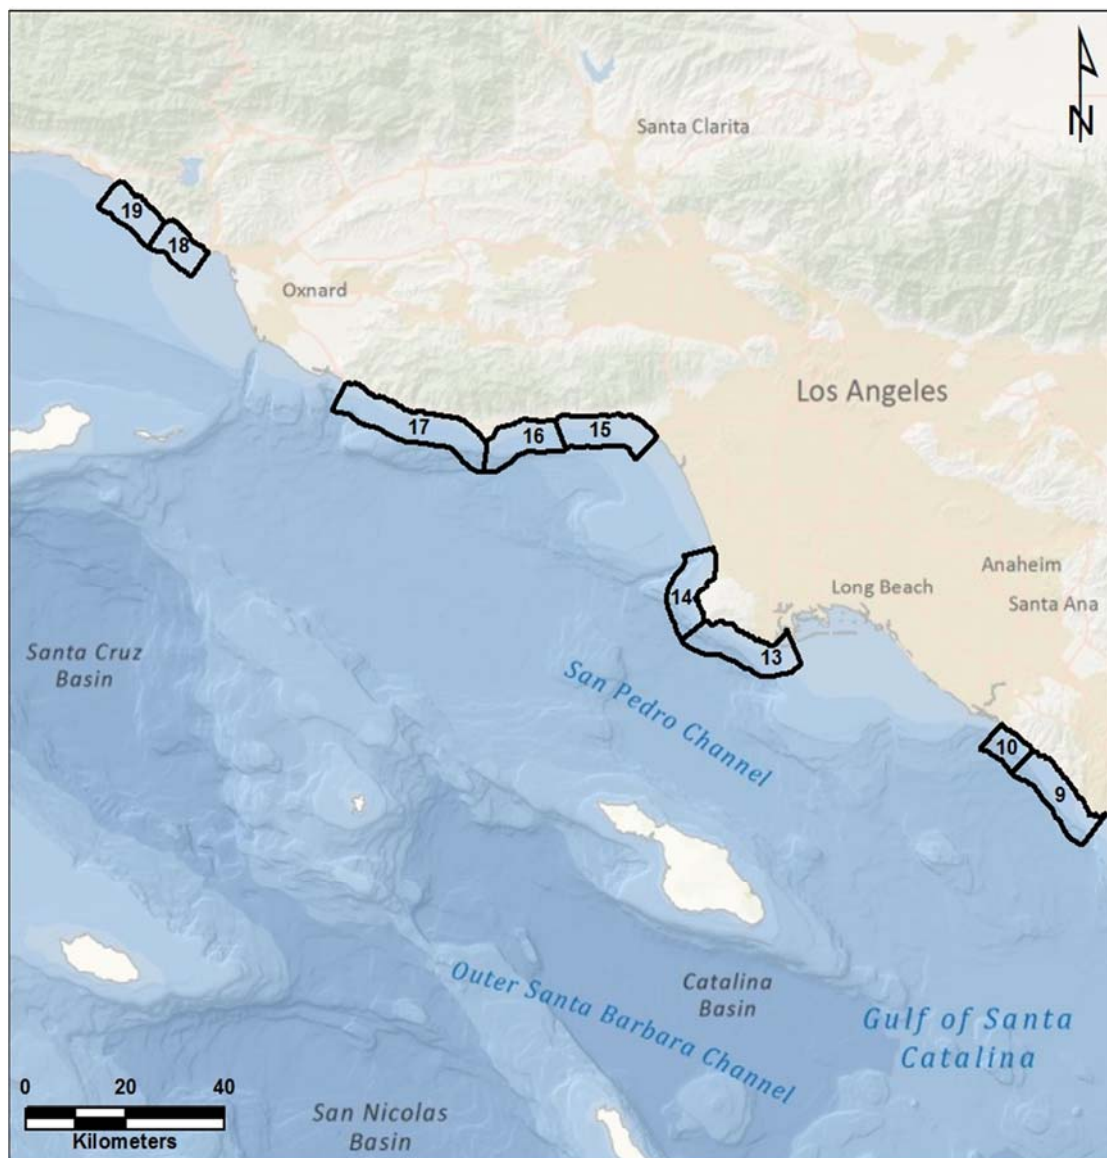 N
Santa Clarita
19
18
Oxnard
Los Angeles
17
16
15
Anaheim
Long Beach
Santa Ana
14
13
Santa Cruz
Basin
San Pedro Channel
10
9
Outer Santa Barbara Channel
Catalina
Basin
Gulf of Santa
Catalina
0 20 40
Kilometers
San Nicolas
Basin